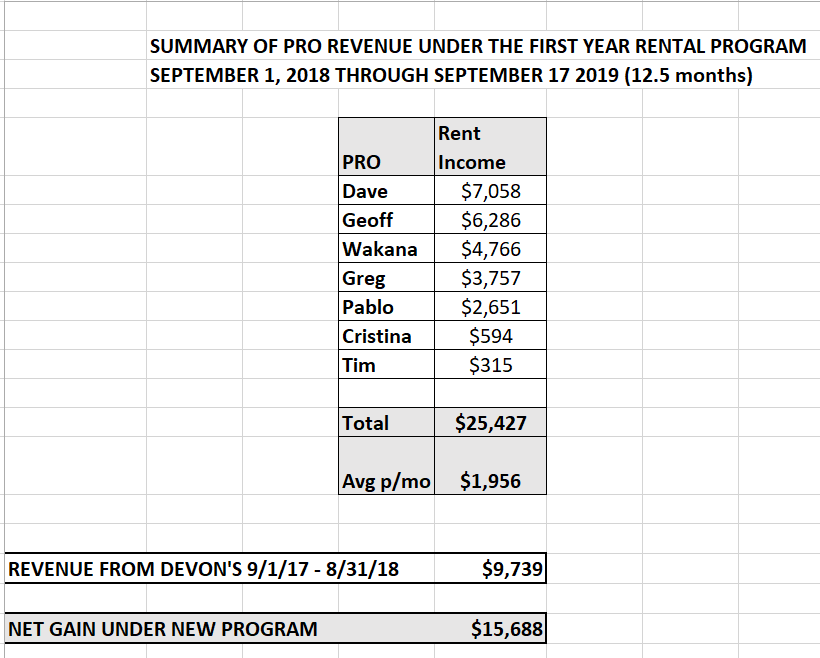 SUMMARY OF PRO REVENUE UNDER THE FIRST YEAR RENTAL PROGRAM
SEPTEMBER 1, 2018 THROUGH SEPTEMBER 17 2019 (12.5 months)
PRO Rent Income
Dave $7,058
Geoff $6,286
Wakana $4,766
Greg $3,757
Pablo $2,651
Cristina $594
Tim $315
Total $25,427
Avg p/mo $1,956
REVENUE FROM DEVON'S 9/1/17 - 8/31/18 $9,739
NET GAIN UNDER NEW PROGRAM $15,688